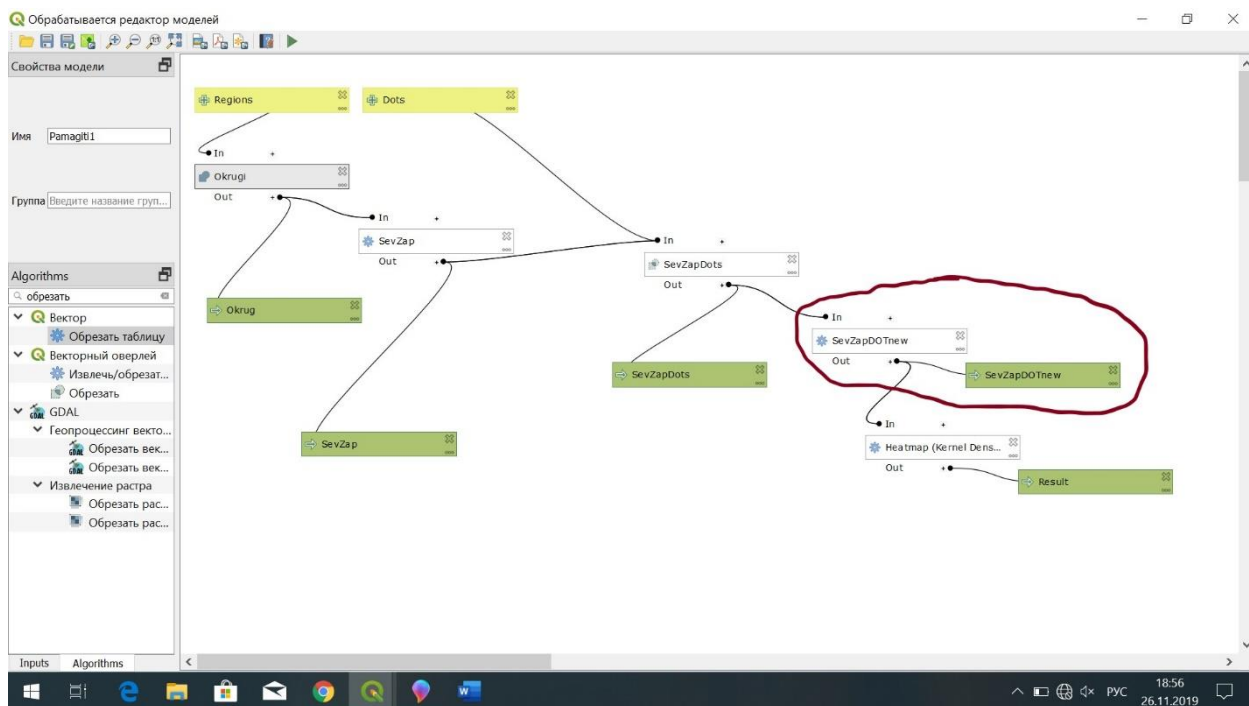 Обрабатывается редактор моделей
Свойства модели
Имя Pamagiti1
Группа Введите название груп...
Algorithms
обрезать
Вектор
Обрезать таблицу
Векторный оверлей
Извлечь/обрезат...
Обрезать
GDAL
Геопроцессинг векто...
Обрезать век...
Обрезать век...
Извлечение растра
Обрезать рас...
Обрезать рас...
Inputs Algorithms
Regions
Dots
In
Okrugi
Out
In
SevZap
Out
Okrug
SevZap
In
SevZapDots
Out
SevZapDots
In
SevZapDOTnew
Out
SevZapDOTnew
In
Heatmap (Kernel Dens...
Out
Result
РУС
18:56
26.11.2019